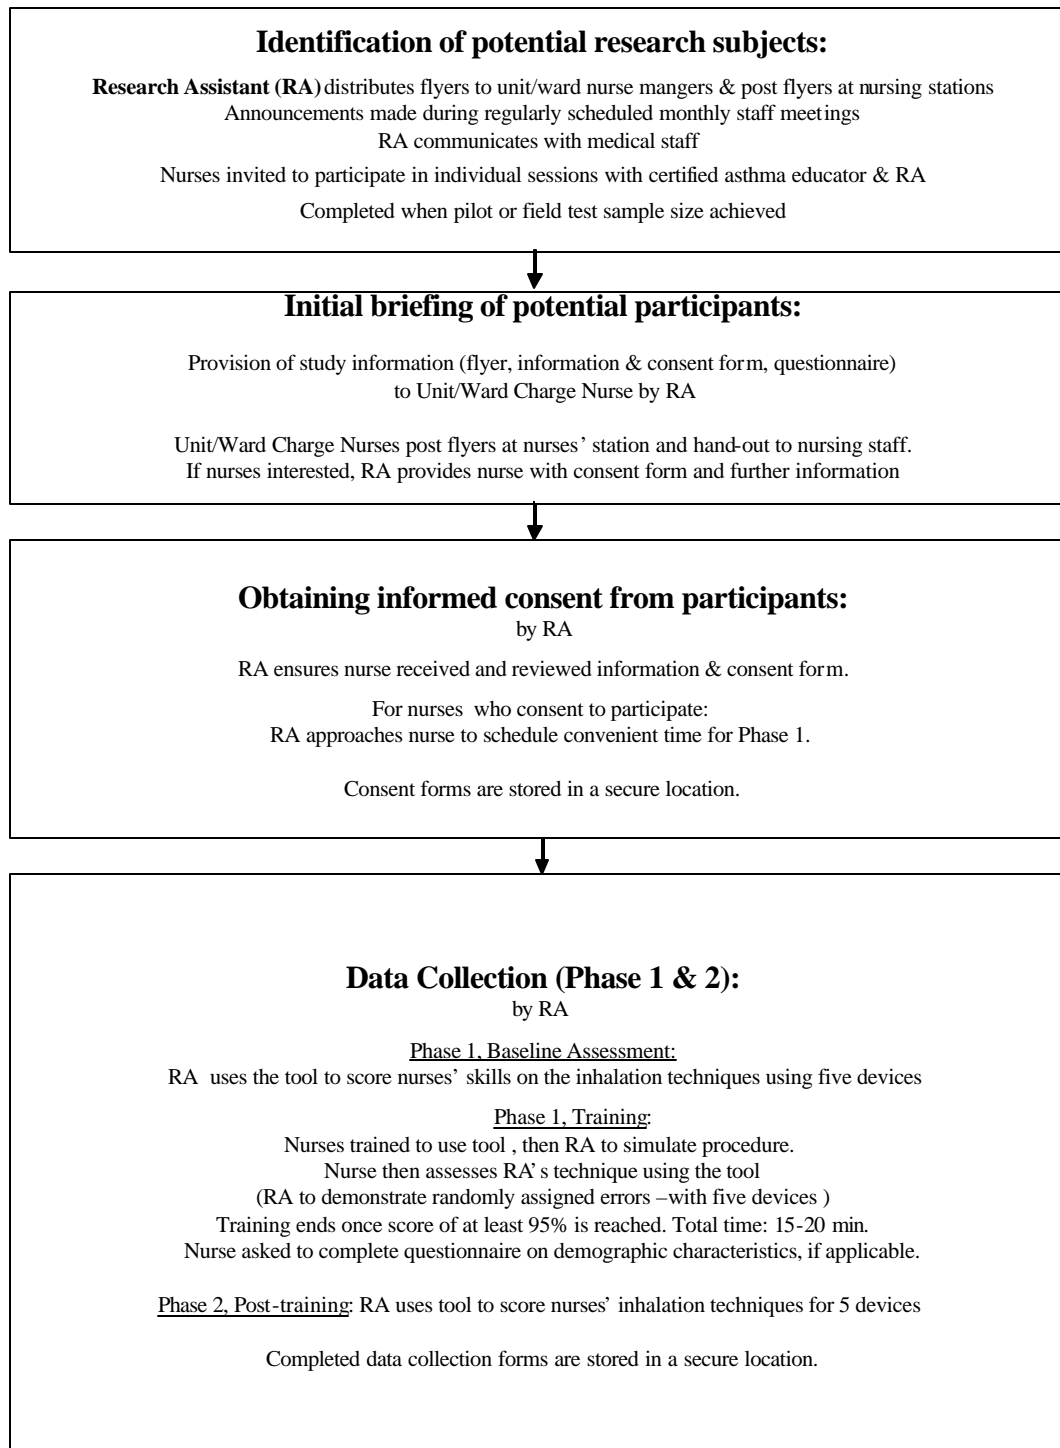 Identification of potential research subjects:
Research Assistant (RA) distributes flyers to unit/ward nurse mangers & post flyers at nursing stations
Announcements made during regularly scheduled monthly staff meetings
RA communicates with medical staff
Nurses invited to participate in individual sessions with certified asthma educator & RA
Completed when pilot or field test sample size achieved
Initial briefing of potential participants:
Provision of study information (flyer, information & consent form, questionnaire)
to Unit/Ward Charge Nurse by RA
Unit/Ward Charge Nurses post flyers at nurses' station and hand-out to nursing staff.
If nurses interested, RA provides nurse with consent form and further information
Obtaining informed consent from participants:
by RA
RA ensures nurse received and reviewed information & consent form.
For nurses who consent to participate:
RA approaches nurse to schedule convenient time for Phase 1.
Consent forms are stored in a secure location.
Data Collection (Phase 1 & 2):
by RA
Phase 1, Baseline Assessment:
RA uses the tool to score nurses' skills on the inhalation techniques using five devices
Phase 1, Training:
Nurses trained to use tool , then RA to simulate procedure.
Nurse then assesses RA's technique using the tool
(RA to demonstrate randomly assigned errors –with five devices )
Training ends once score of at least 95% is reached. Total time: 15-20 min.
Nurse asked to complete questionnaire on demographic characteristics, if applicable.
Phase 2, Post-training: RA uses tool to score nurses' inhalation techniques for 5 devices
Completed data collection forms are stored in a secure location.